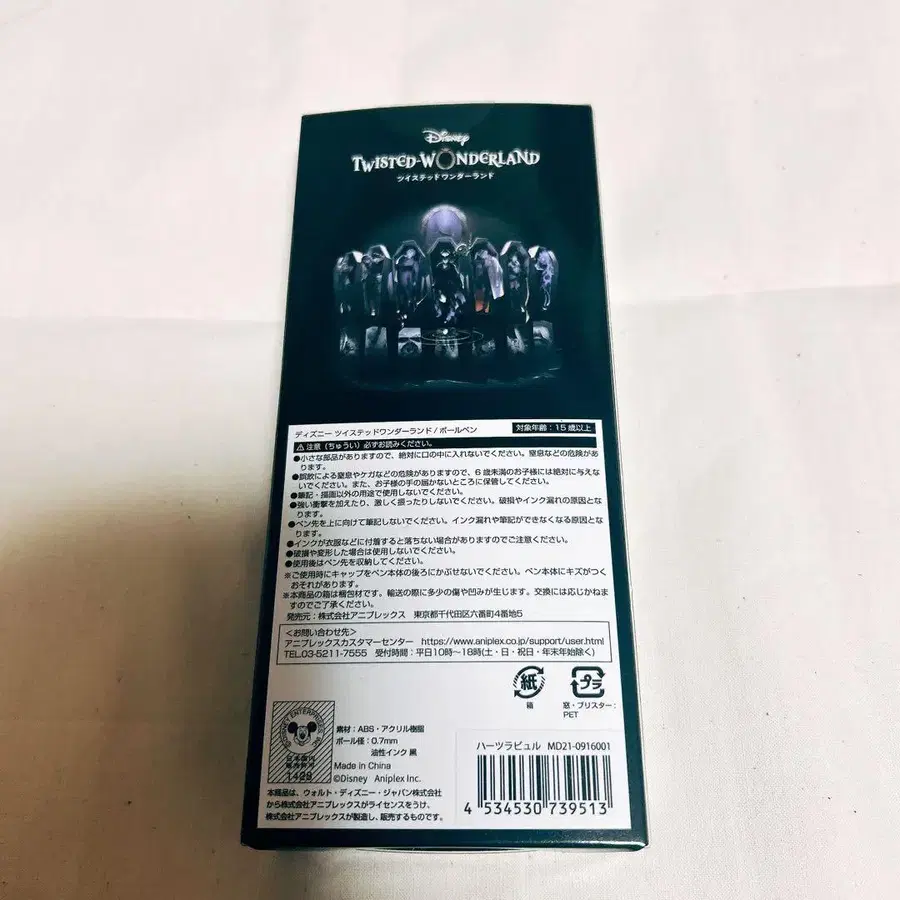 Disney
TWISTED-WONDERLAND
ツイステッドワンダーランド
ディズニー ツイステッドワンダーランド / ボールペン
対象年齢：15歳以上
⚠注意（ちゅうい）必ずお読みください。
●小さな部品がありますので、絶対に口の中に入れないでください。窒息などの危険があ
ります。
●誤飲による窒息やケガなどの危険がありますので、6歳未満のお子様には絶対に与えな
いでください。また、お子様の手の届かないところに保管してください。
●筆記・描画以外の用途で使用しないでください。
●強い衝撃を加えたり、激しく振ったりしないでください。破損やインク漏れの原因とな
ります。
●ペン先を上に向けて筆記しないでください。インク漏れや筆記ができなくなる原因とな
ります。
●インクが衣服などに付着すると落ちない場合がありますのでご注意ください。
●破損や変形した場合は使用しないでください。
●使用後はペン先を収納してください。
※ご使用時にキャップをペン本体の後ろにかぶせないでください。ペン本体にキズがつく
おそれがあります。
※本商品の箱は梱包材です。輸送の際に多少の傷や凹みが生じます。交換には応じかねま
すのでご了承ください。
発売元：株式会社アニプレックス 東京都千代田区六番町4番地5
＜お問い合わせ先＞
アニプレックスカスタマーセンター https://www.aniplex.co.jp/support/user.html
TEL.03-5211-7555 受付時間：平日10時～18時(土・日・祝日・年末年始除く)
紙
箱
プラ
窓・ブリスター：
PET
DISNEY ENTERPRISES INC.
日本国内
販売許可
1428
素材：ABS・アクリル樹脂
ボール径：0.7mm
油性インク 黒
Made in China
©Disney Aniplex Inc.
本商品は、ウォルト・ディズニー・ジャパン株式会社
から株式会社アニプレックスがライセンスをうけ、
株式会社アニプレックスが製造し、販売するものです。
ハーツラビュル MD21-0916001
4 534530 739513